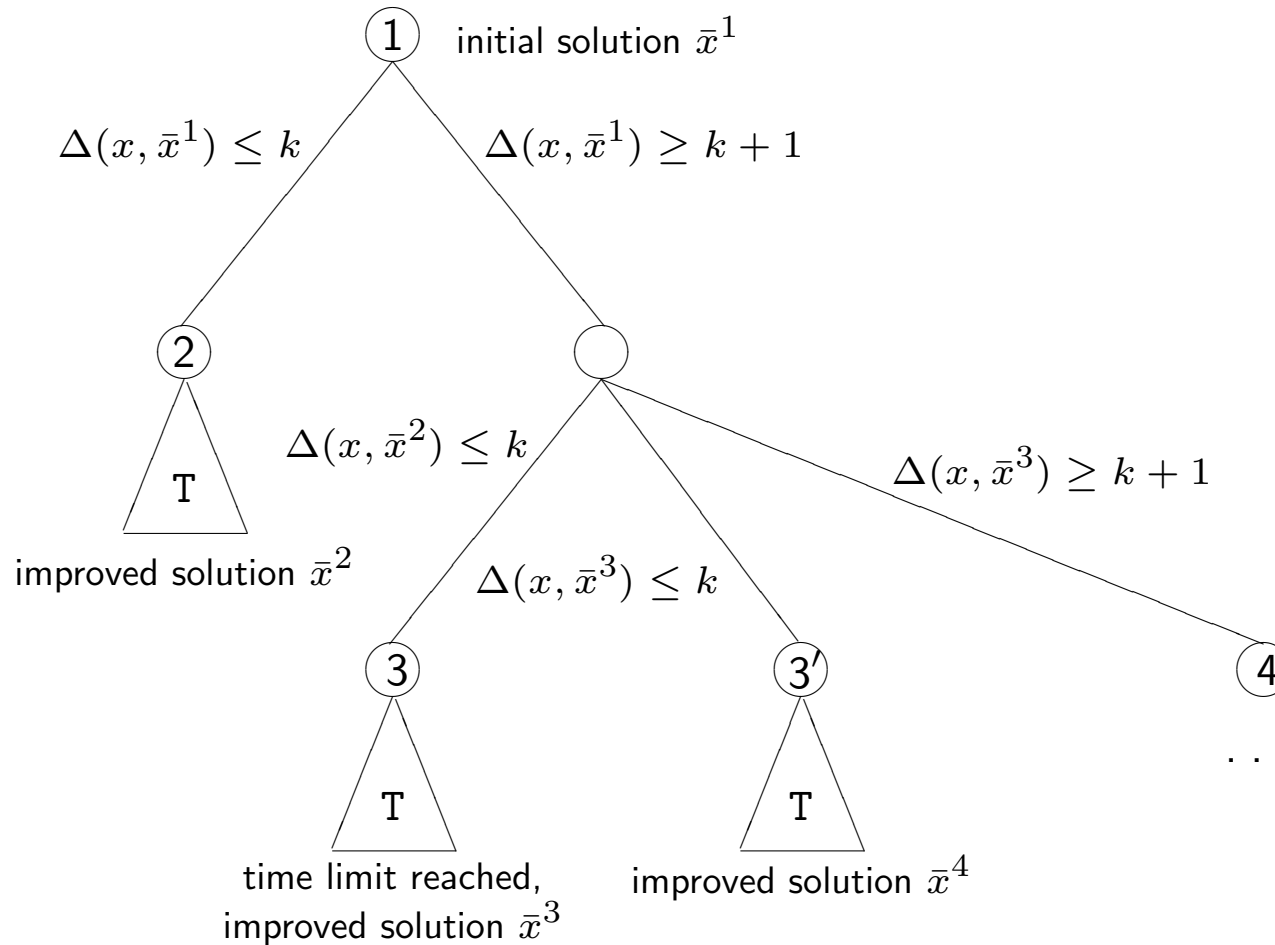 1 initial solution x̄¹
Δ(x, x̄¹) ≤ k
Δ(x, x̄¹) ≥ k + 1
2
T
improved solution x̄²
Δ(x, x̄²) ≤ k
Δ(x, x̄³) ≤ k
Δ(x, x̄³) ≥ k + 1
3
T
time limit reached,
improved solution x̄³
3′
T
improved solution x̄⁴
4
. .